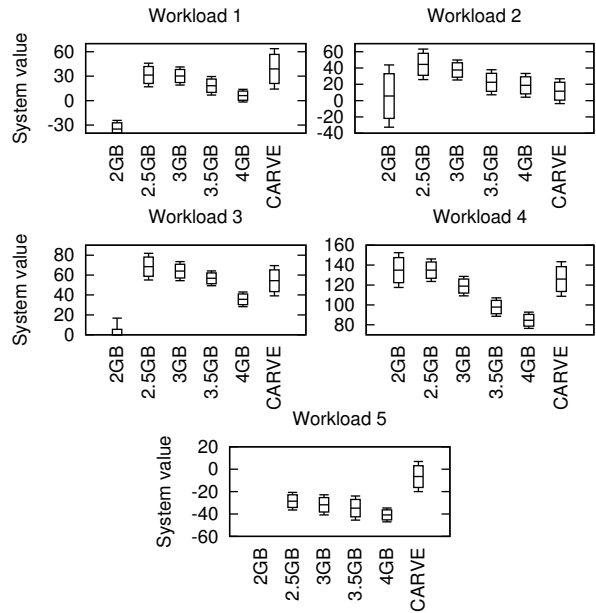 Workload 1
System value
60
30
0
-30
2GB
2.5GB
3GB
3.5GB
4GB
CARVE
Workload 2
60
40
20
0
-20
-40
2GB
2.5GB
3GB
3.5GB
4GB
CARVE
Workload 3
System value
80
60
40
20
0
2GB
2.5GB
3GB
3.5GB
4GB
CARVE
Workload 4
160
140
120
100
80
2GB
2.5GB
3GB
3.5GB
4GB
CARVE
Workload 5
System value
20
0
-20
-40
-60
2GB
2.5GB
3GB
3.5GB
4GB
CARVE